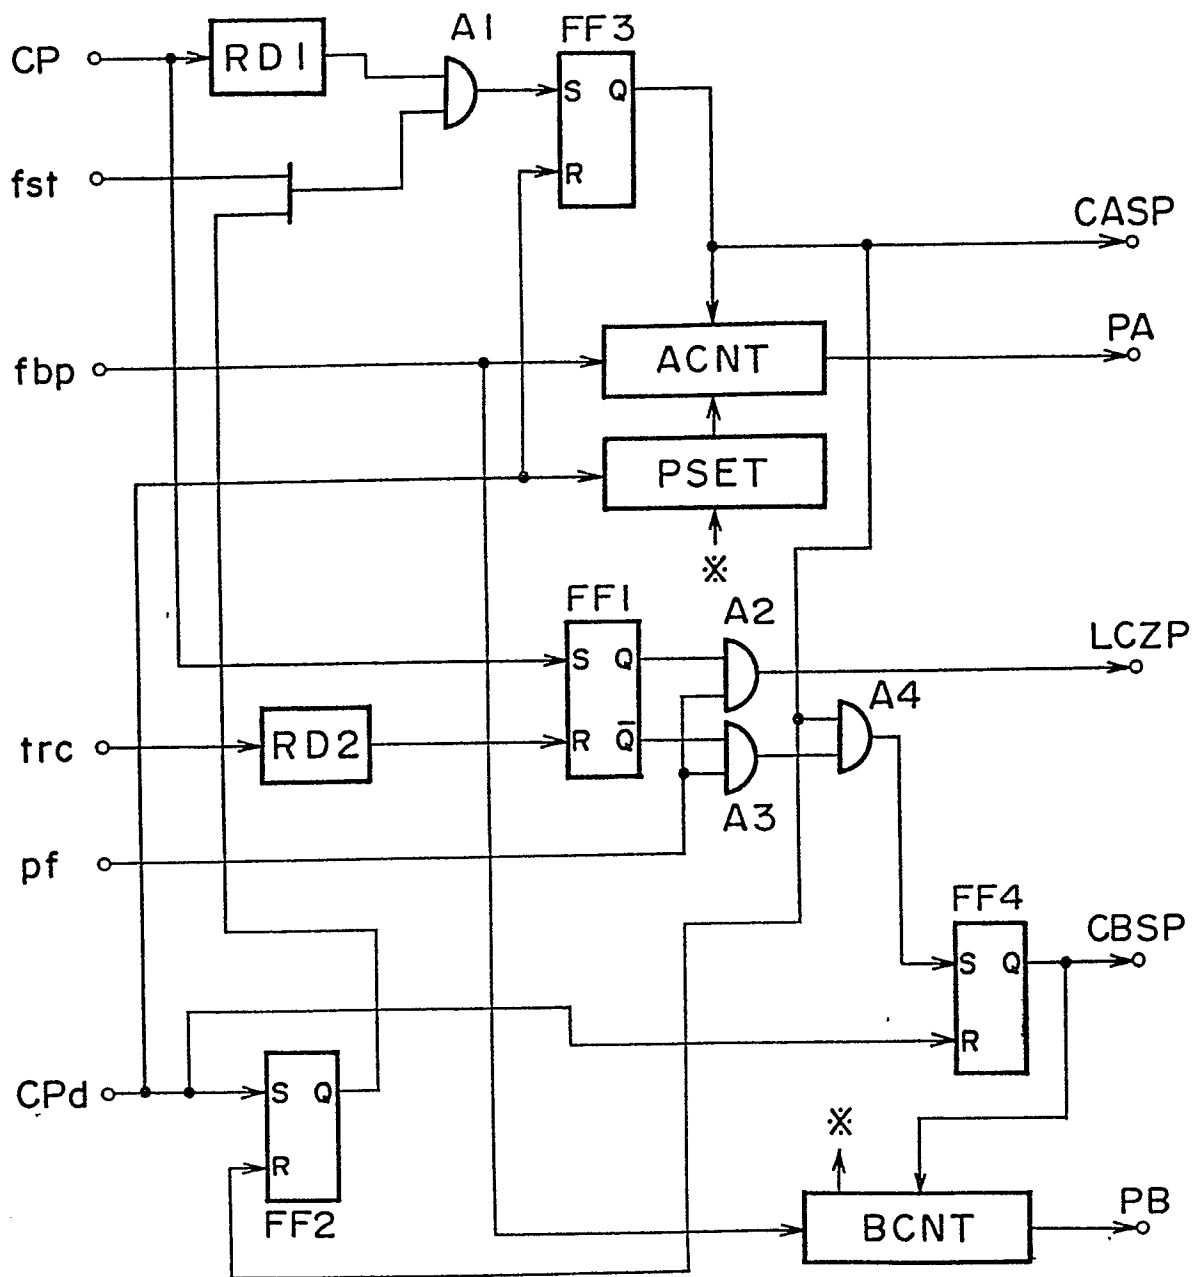 CP
RD1
A1
FF3
S Q
R
fst
CASP
fbp
ACNT
PA
PSET
※
FF1
S Q
R Q̅
A2
LCZP
A4
trc
RD2
A3
pf
FF4
S Q
R
CBSP
CPd
S Q
R
FF2
※
BCNT
PB